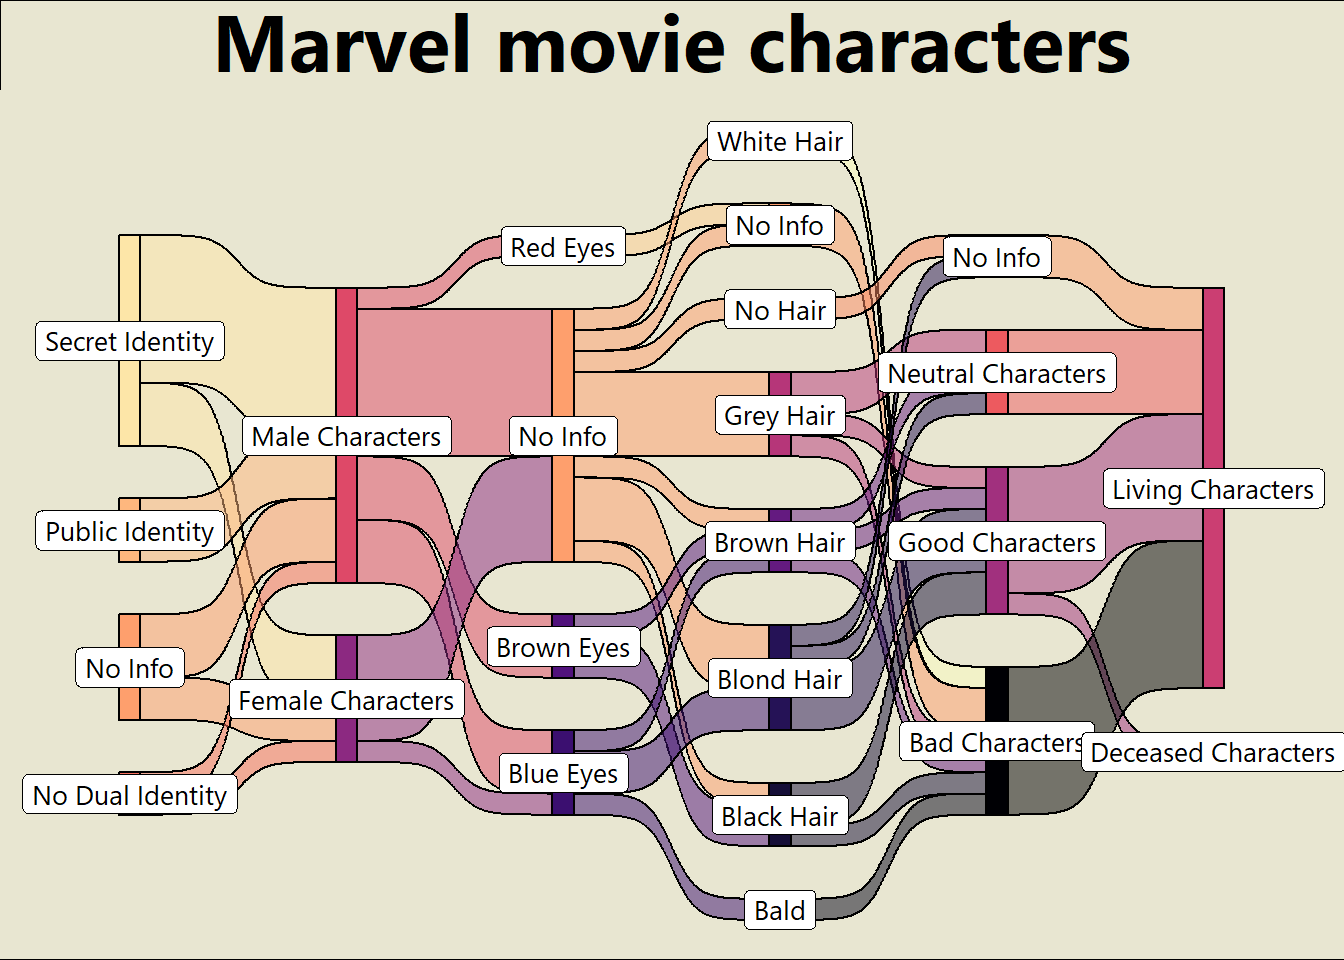 Marvel movie characters
Secret Identity
Public Identity
No Info
No Dual Identity
Male Characters
Female Characters
Red Eyes
No Info
Brown Eyes
Blue Eyes
White Hair
No Info
No Hair
Grey Hair
Brown Hair
Blond Hair
Black Hair
Bald
No Info
Neutral Characters
Good Characters
Bad Characters
Living Characters
Deceased Characters